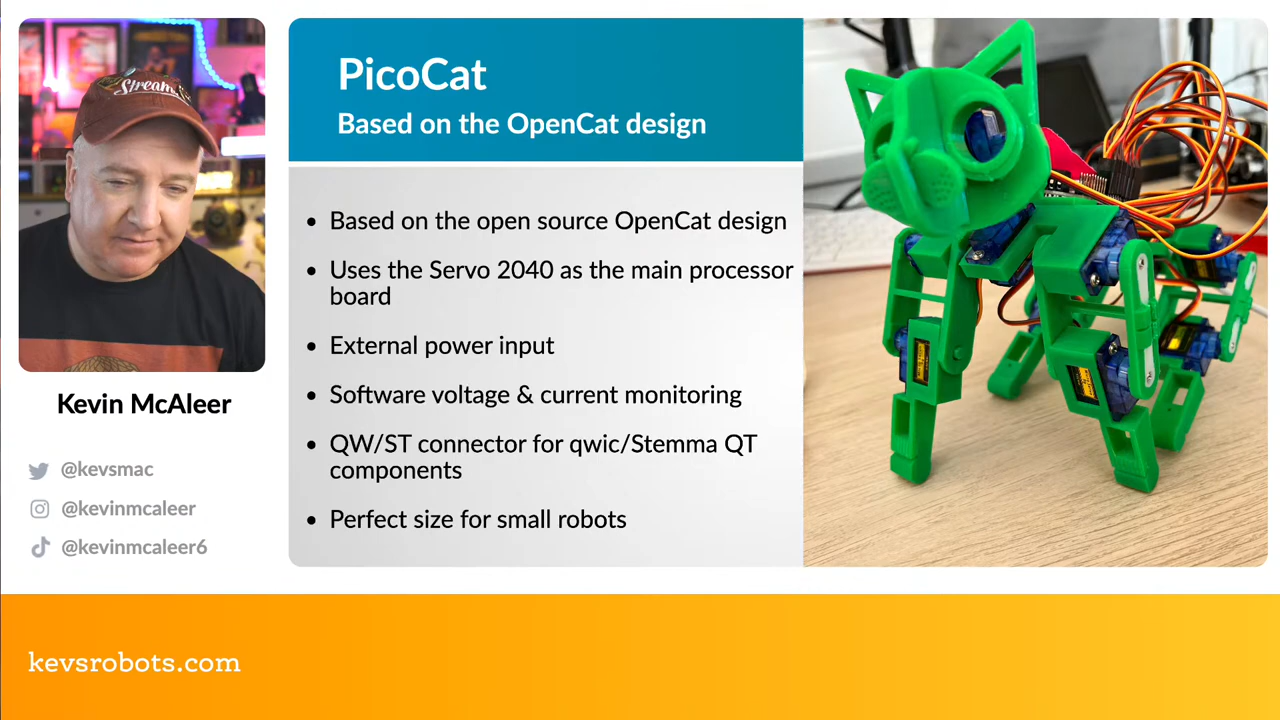 Stream
Kevin McAleer
@kevsmac
@kevinmcaleer
@kevinmcaleer6
PicoCat
Based on the OpenCat design
• Based on the open source OpenCat design
• Uses the Servo 2040 as the main processor
board
• External power input
• Software voltage & current monitoring
• QW/ST connector for qwic/Stemma QT
components
• Perfect size for small robots
kevsrobots.com